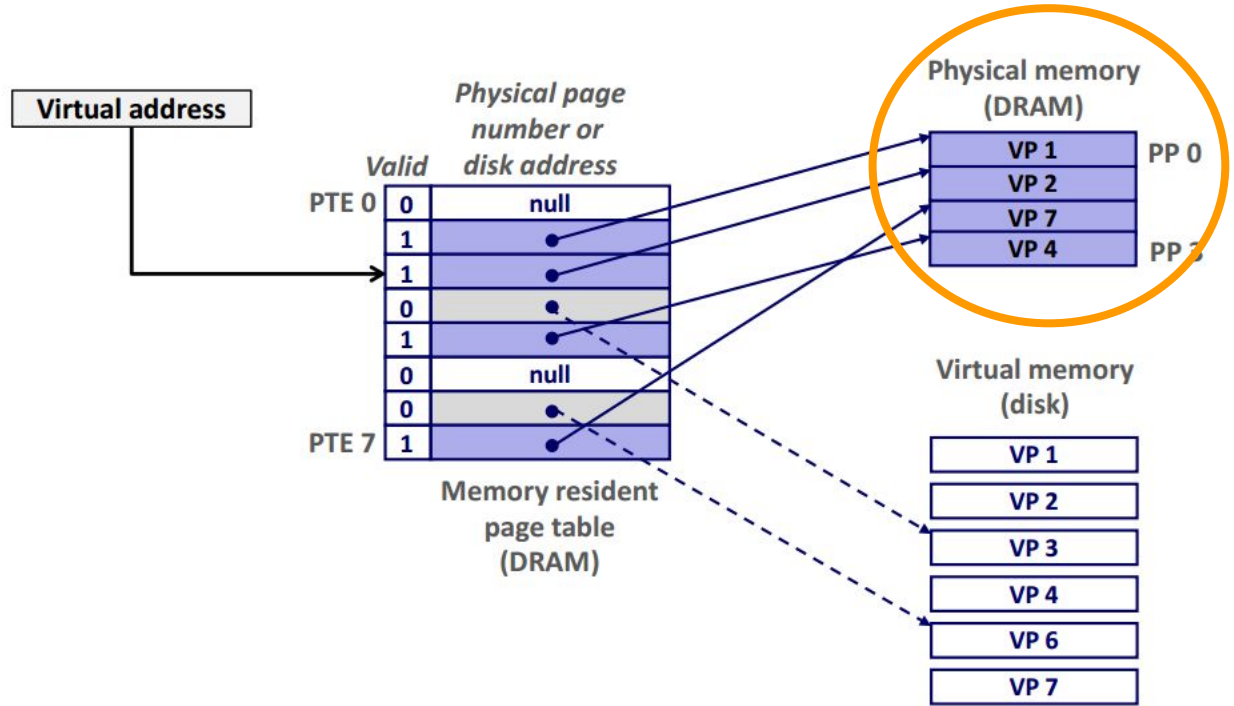 Virtual address
Physical page
number or
disk address
Valid
PTE 0
0
null
1
1
0
1
0
null
0
PTE 7
1
Memory resident
page table
(DRAM)
Physical memory
(DRAM)
VP 1
PP 0
VP 2
VP 7
VP 4
PP 3
Virtual memory
(disk)
VP 1
VP 2
VP 3
VP 4
VP 6
VP 7